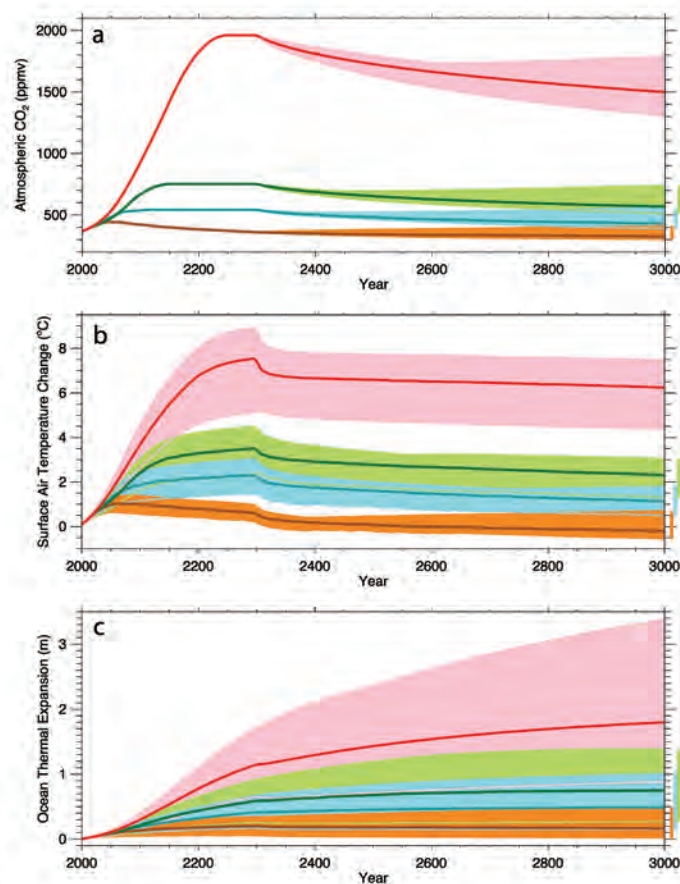 a
2000
1500
1000
500
Atmospheric CO₂ (ppmv)
2000 2200 2400 2600 2800 3000
Year
b
8
6
4
2
0
Surface Air Temperature Change (°C)
2000 2200 2400 2600 2800 3000
Year
c
3
2
1
0
Ocean Thermal Expansion (m)
2000 2200 2400 2600 2800 3000
Year